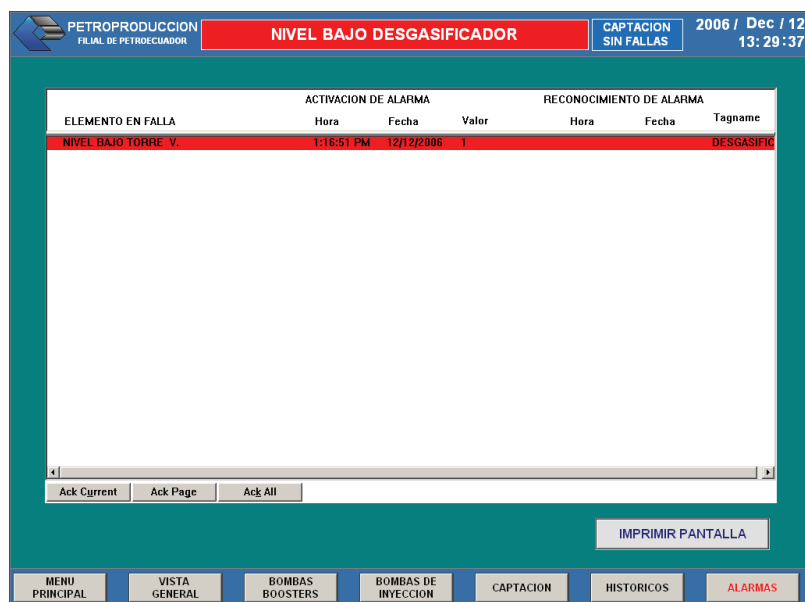 PETROPRODUCCION
FILIAL DE PETROECUADOR
NIVEL BAJO DESGASIFICADOR
CAPTACION
SIN FALLAS
2006 / Dec / 12
13:29:37
ACTIVACION DE ALARMA RECONOCIMIENTO DE ALARMA
ELEMENTO EN FALLA Hora Fecha Valor Hora Fecha Tagname
NIVEL BAJO TORRE V. 1:16:51 PM 12/12/2006 1 DESGASIFIC
Ack Current Ack Page Ack All
IMPRIMIR PANTALLA
MENU
PRINCIPAL
VISTA
GENERAL
BOMBAS
BOOSTERS
BOMBAS DE
INYECCION
CAPTACION
HISTORICOS
ALARMAS